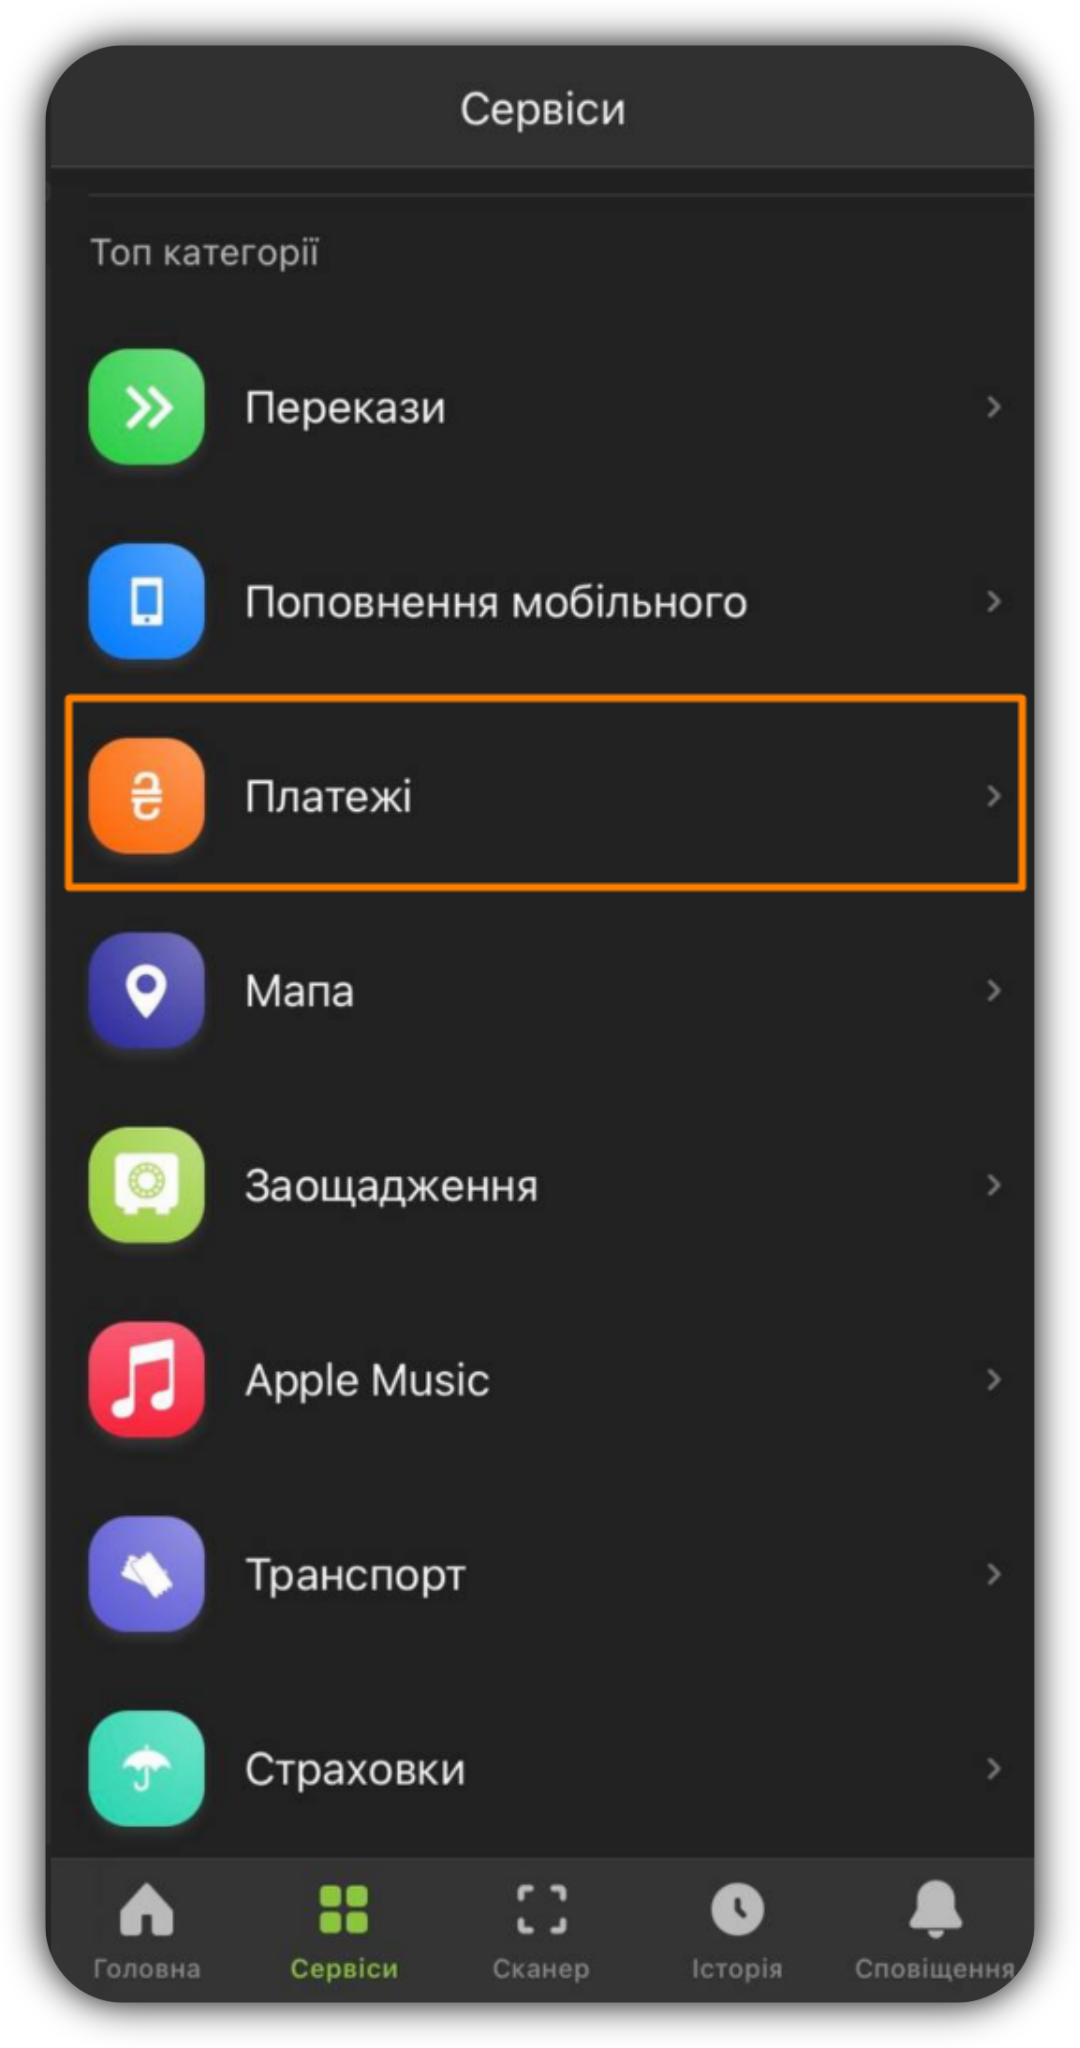 Сервіси
Топ категорії
Перекази
Поповнення мобільного
Платежі
Мапа
Заощадження
Apple Music
Транспорт
Страховки
Головна
Сервіси
Сканер
Історія
Сповіщення